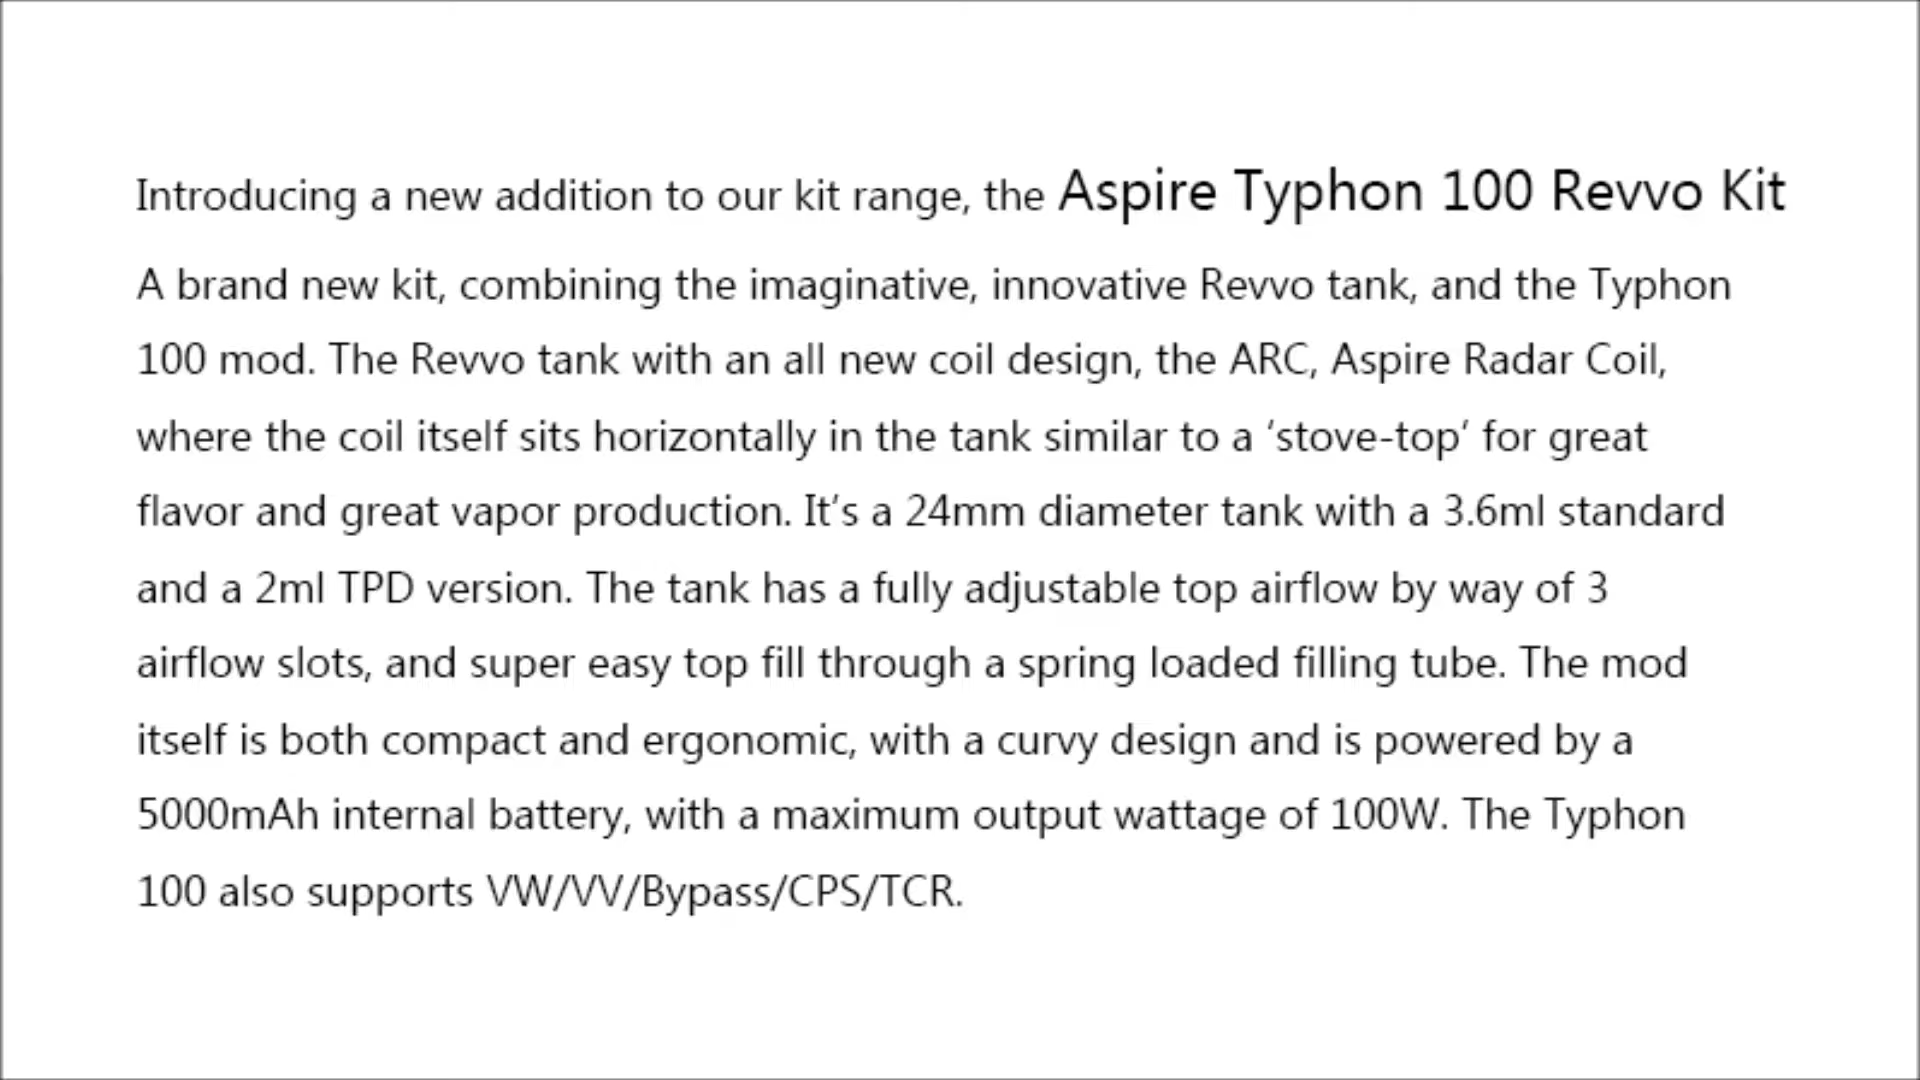 Introducing a new addition to our kit range, the Aspire Typhon 100 Revvo Kit
A brand new kit, combining the imaginative, innovative Revvo tank, and the Typhon
100 mod. The Revvo tank with an all new coil design, the ARC, Aspire Radar Coil,
where the coil itself sits horizontally in the tank similar to a ‘stove-top’ for great
flavor and great vapor production. It’s a 24mm diameter tank with a 3.6ml standard
and a 2ml TPD version. The tank has a fully adjustable top airflow by way of 3
airflow slots, and super easy top fill through a spring loaded filling tube. The mod
itself is both compact and ergonomic, with a curvy design and is powered by a
5000mAh internal battery, with a maximum output wattage of 100W. The Typhon
100 also supports VW/VV/Bypass/CPS/TCR.